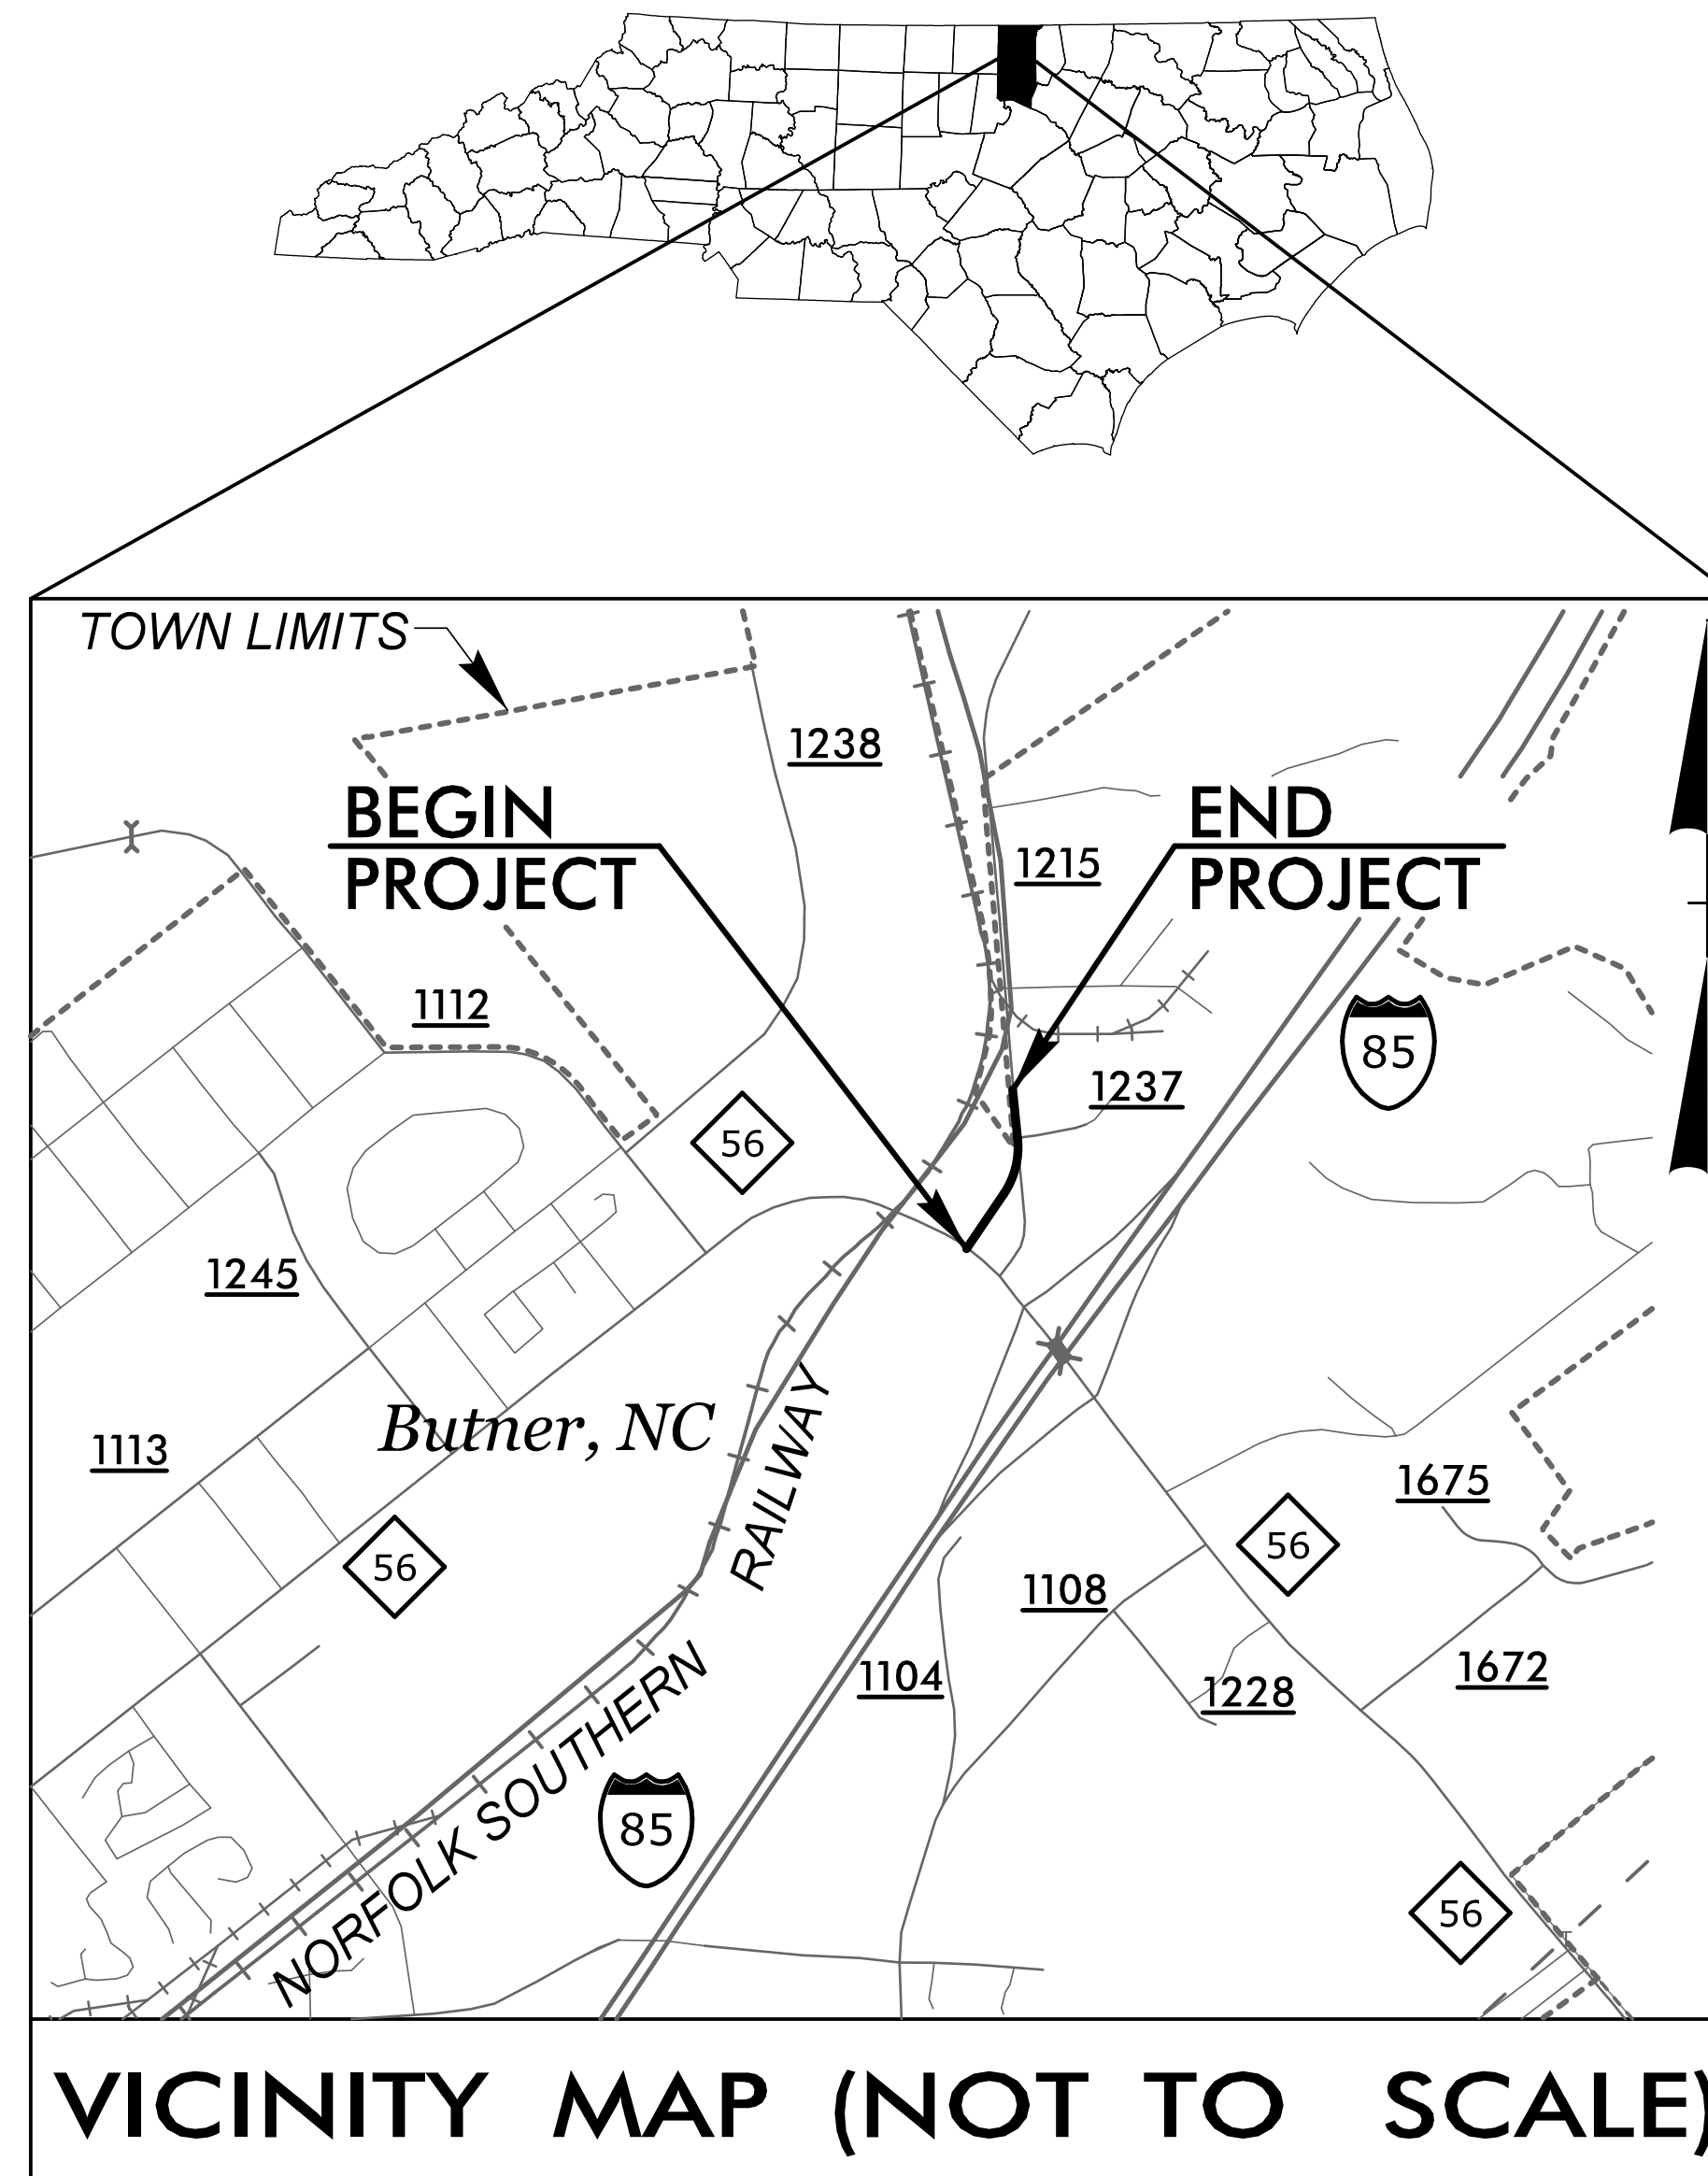 TOWN LIMITS
1238
BEGIN
PROJECT
END
PROJECT
1215
1112
85
1237
56
1245
Butner, NC
1113
RAILWAY
1675
56
56
1108
1672
1104
1228
NORFOLK SOUTHERN
85
56
VICINITY MAP (NOT TO SCALE)